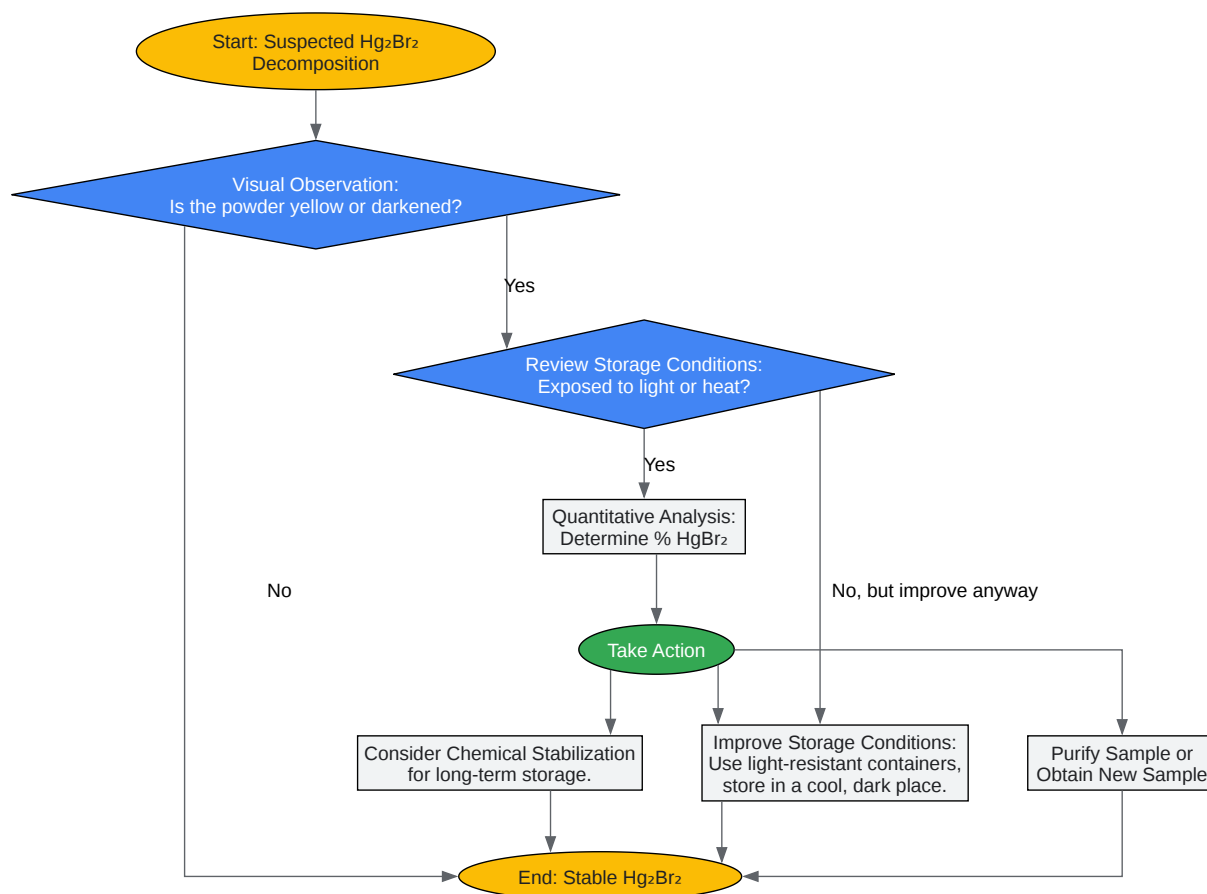 Start: Suspected Hg₂Br₂
Decomposition
Visual Observation:
Is the powder yellow or darkened?
Yes
Review Storage Conditions:
Exposed to light or heat?
Yes
Quantitative Analysis:
Determine % HgBr₂
No
No, but improve anyway
Take Action
Consider Chemical Stabilization
for long-term storage.
Improve Storage Conditions:
Use light-resistant containers,
store in a cool, dark place.
Purify Sample or
Obtain New Sample
End: Stable Hg₂Br₂